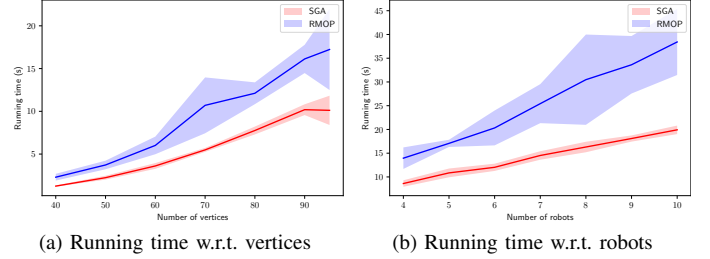 SGA
RMOP
Running time (s)
20
15
10
5
40
50
60
70
80
90
Number of vertices
(a) Running time w.r.t. vertices
SGA
RMOP
Running time (s)
45
40
35
30
25
20
15
10
4
5
6
7
8
9
10
Number of robots
(b) Running time w.r.t. robots